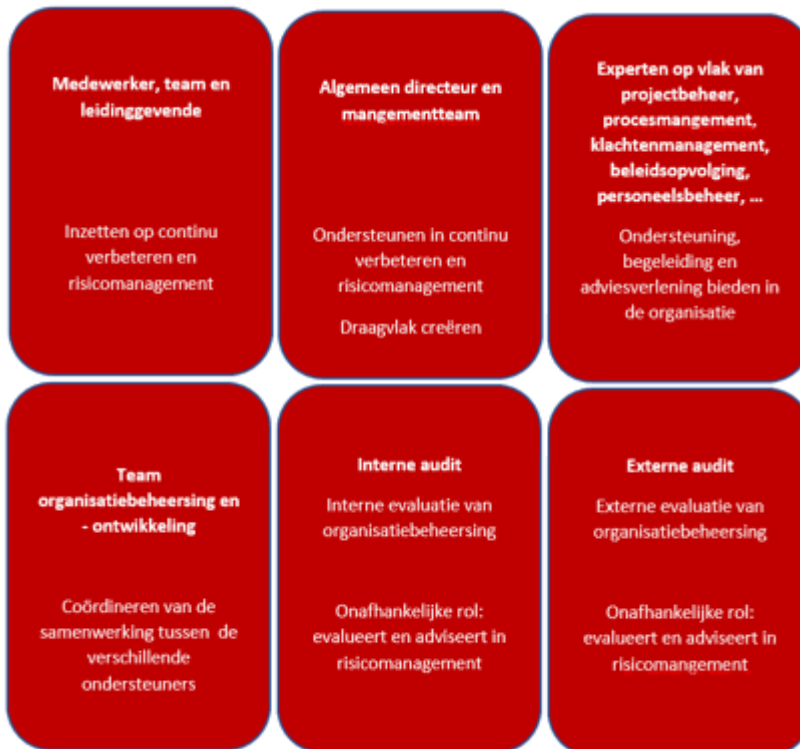 Medewerker, team en
leidinggevende
Inzetten op continu
verbeteren en
risicomanagement
Algemeen directeur en
mangementteam
Ondersteunen in continu
verbeteren en
risicomanagement
Draagvlak creëren
Experten op vlak van
projectbeheer,
procesmangement,
klachtenmanagement,
beleidsopvolging,
personeelsbeheer, ...
Ondersteuning,
begeleiding en
adviesverlening bieden in
de organisatie
Team
organisatiebeheersing en
- ontwikkeling
Coördineren van de
samenwerking tussen de
verschillende
ondersteuners
Interne audit
Interne evaluatie van
organisatiebeheersing
Onafhankelijke rol:
evalueert en adviseert in
risicomanagement
Externe audit
Externe evaluatie van
organisatiebeheersing
Onafhankelijke rol:
evalueert en adviseert in
risicomangement